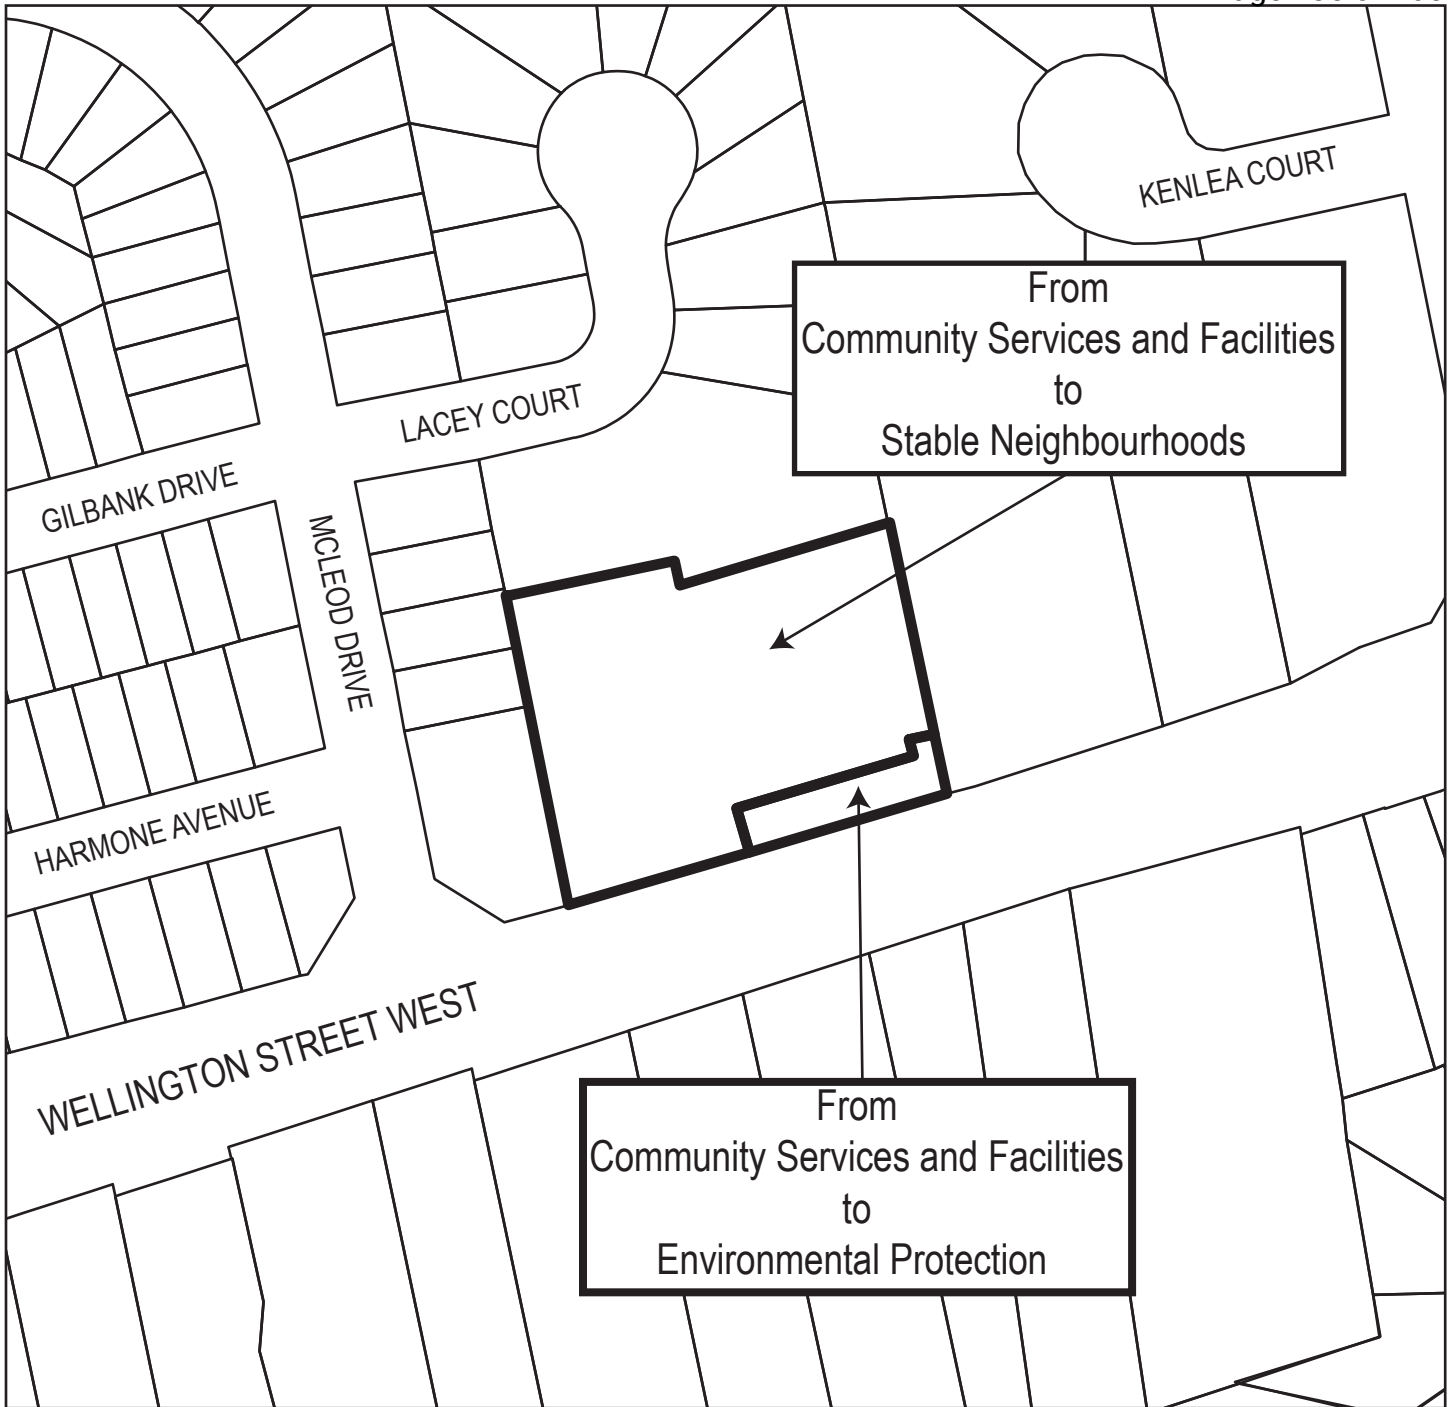 KENLEA COURT
From
Community Services and Facilities
to
Stable Neighbourhoods
LACEY COURT
GILBANK DRIVE
MCLEOD DRIVE
HARMONE AVENUE
WELLINGTON STREET WEST
From
Community Services and Facilities
to
Environmental Protection